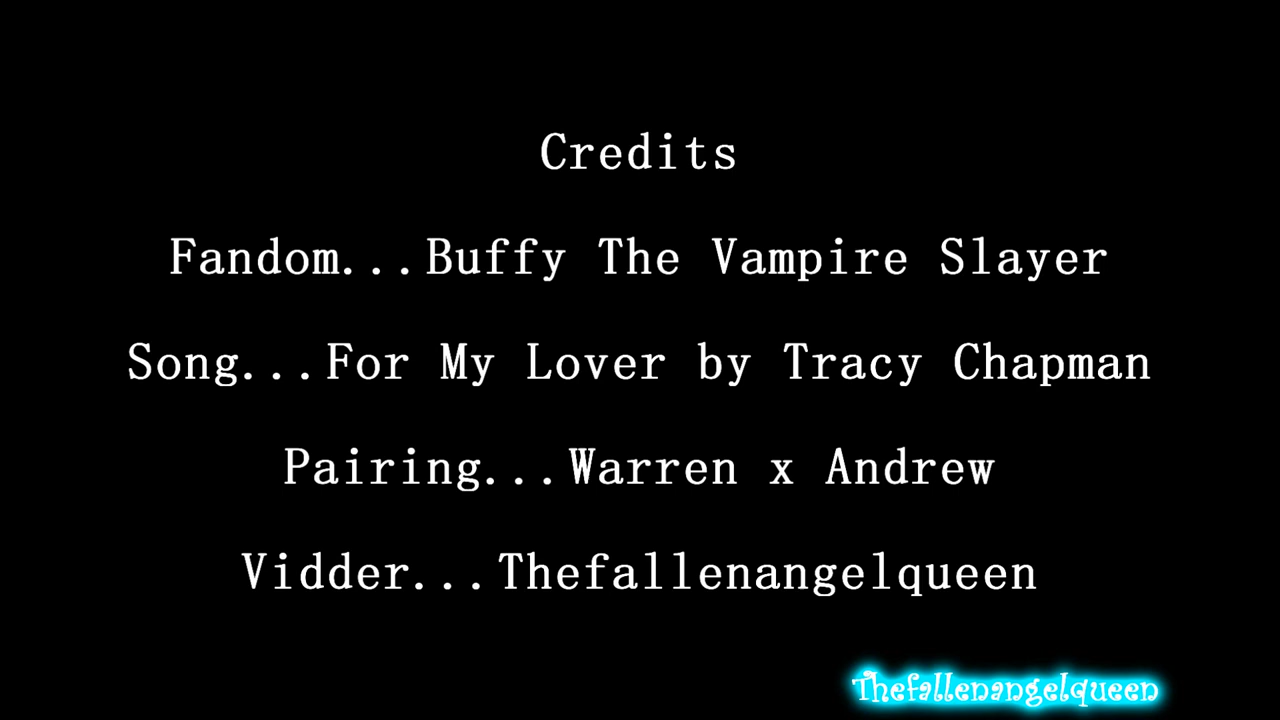 Credits
Fandom...Buffy The Vampire Slayer
Song...For My Lover by Tracy Chapman
Pairing...Warren x Andrew
Vidder...Thefallenangelqueen
Thefallenangelqueen